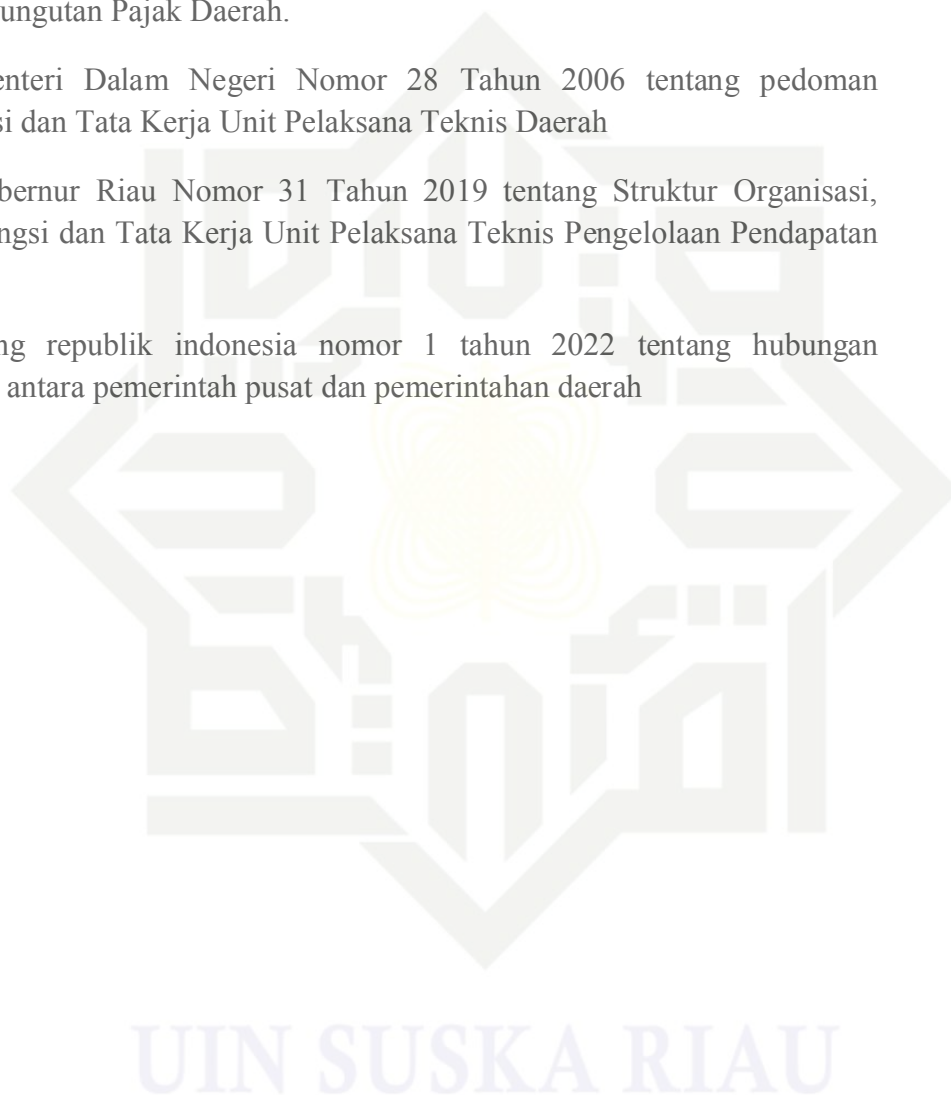 ungutan Pajak Daerah.
enteri Dalam Negeri Nomor 28 Tahun 2006 tentang pedoman
si dan Tata Kerja Unit Pelaksana Teknis Daerah
bernur Riau Nomor 31 Tahun 2019 tentang Struktur Organisasi,
ngsi dan Tata Kerja Unit Pelaksana Teknis Pengelolaan Pendapatan
ng republik indonesia nomor 1 tahun 2022 tentang hubungan
antara pemerintah pusat dan pemerintahan daerah
UIN SUSKA RIAU